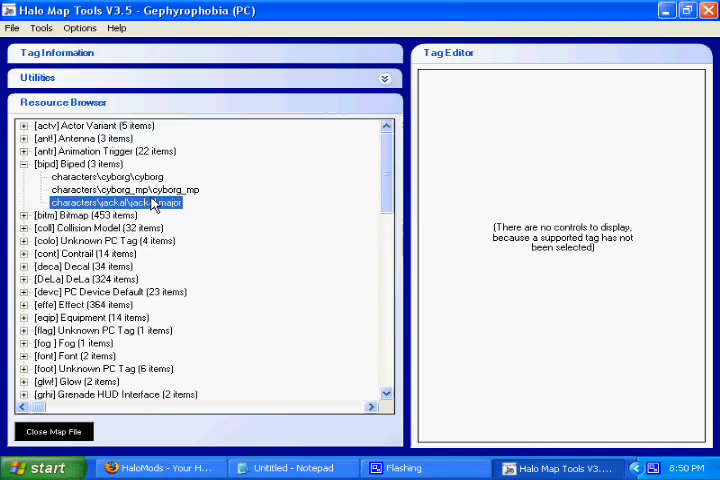 Halo Map Tools V3.5 - Gephyrophobia (PC)
File Tools Options Help
Tag Information
Utilities
Resource Browser
[actv] Actor Variant (5 items)
[ant!] Antenna (3 items)
[antr] Animation Trigger (22 items)
[bipd] Biped (3 items)
characters\cyborg\cyborg
characters\cyborg_mp\cyborg_mp
characters\jackal\jackal major
[bitm] Bitmap (453 items)
[coll] Collision Model (32 items)
[colo] Unknown PC Tag (4 items)
[cont] Contrail (14 items)
[deca] Decal (34 items)
[DeLa] DeLa (324 items)
[devc] PC Device Default (23 items)
[effe] Effect (364 items)
[eqip] Equipment (14 items)
[flag] Unknown PC Tag (1 items)
[fog ] Fog (1 items)
[font] Font (2 items)
[foot] Unknown PC Tag (6 items)
[glw!] Glow (2 items)
[grhi] Grenade HUD Interface (2 items)
Close Map File
Tag Editor
(There are no controls to display,
because a supported tag has not
been selected)
start
HaloMods - Your H...
Untitled - Notepad
Flashing
Halo Map Tools V3....
8:50 PM